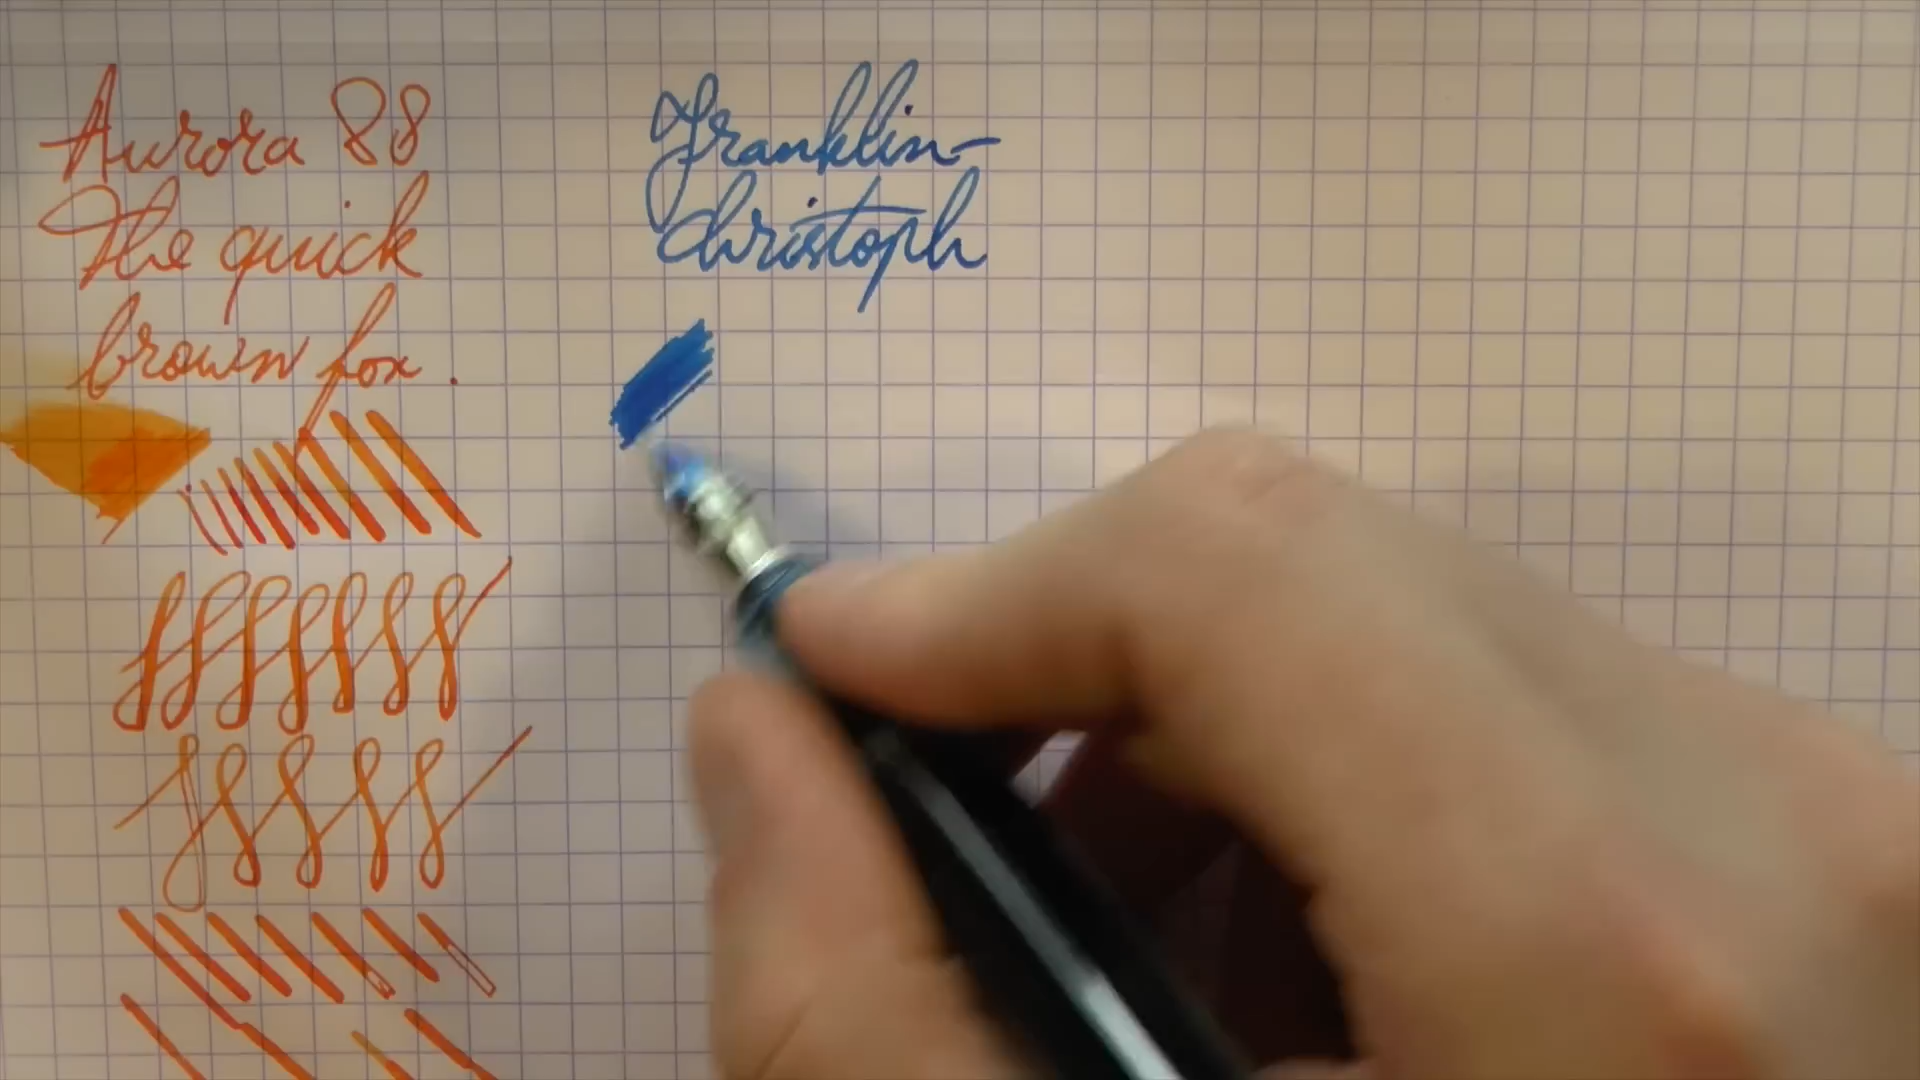 Aurora 88
The quick
brown fox.
Franklin-
Christoph